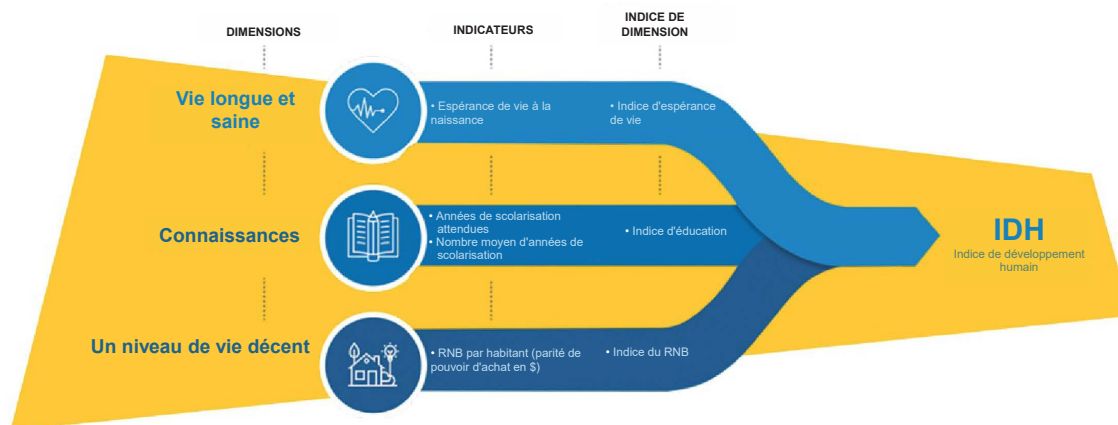 DIMENSIONS
INDICATEURS
INDICE DE
DIMENSION
Vie longue et
saine
• Espérance de vie à la
naissance
• Indice d'espérance
de vie
Connaissances
• Années de scolarisation
attendues
• Nombre moyen d'années de
scolarisation
• Indice d'éducation
Un niveau de vie décent
• RNB par habitant (parité de
pouvoir d'achat en $)
• Indice du RNB
IDH
Indice de développement
humain